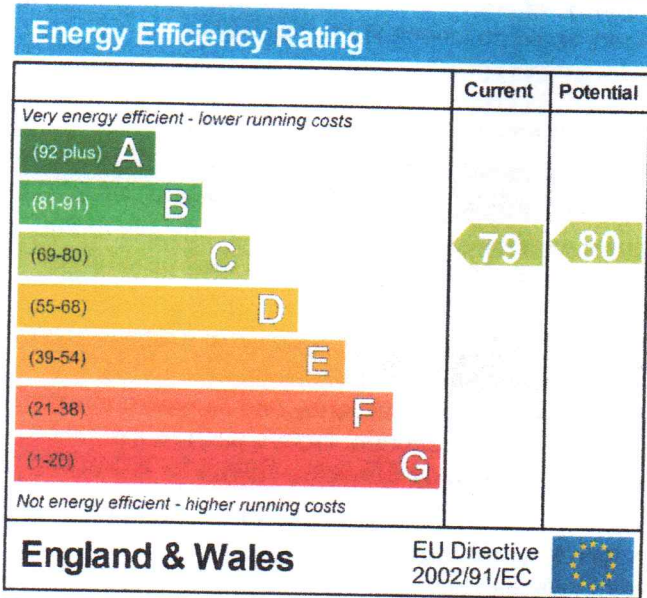 Energy Efficiency Rating
Current Potential
Very energy efficient - lower running costs
(92 plus) A
(81-91) B
(69-80) C 79 80
(55-68) D
(39-54) E
(21-38) F
(1-20) G
Not energy efficient - higher running costs
England & Wales
EU Directive
2002/91/EC